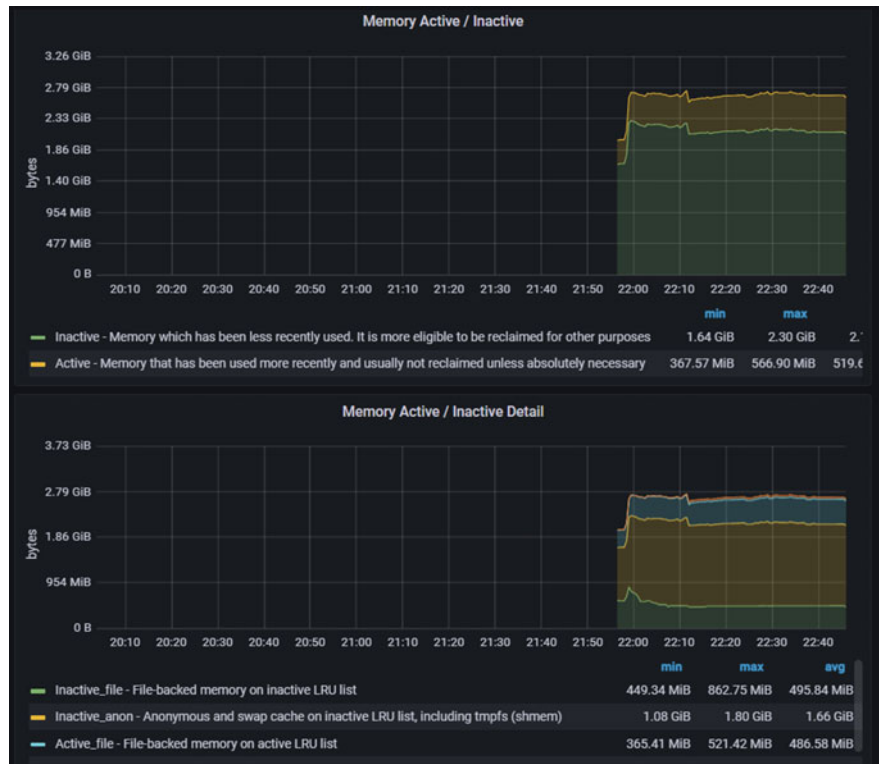 Memory Active / Inactive
3.26 GiB
2.79 GiB
2.33 GiB
1.86 GiB
1.40 GiB
954 MiB
477 MiB
0 B
bytes
20:10 20:20 20:30 20:40 20:50 21:00 21:10 21:20 21:30 21:40 21:50 22:00 22:10 22:20 22:30 22:40
min max
Inactive - Memory which has been less recently used. It is more eligible to be reclaimed for other purposes 1.64 GiB 2.30 GiB 2.
Active - Memory that has been used more recently and usually not reclaimed unless absolutely necessary 367.57 MiB 566.90 MiB 519.6
Memory Active / Inactive Detail
3.73 GiB
2.79 GiB
1.86 GiB
954 MiB
0 B
bytes
20:10 20:20 20:30 20:40 20:50 21:00 21:10 21:20 21:30 21:40 21:50 22:00 22:10 22:20 22:30 22:40
min max avg
Inactive_file - File-backed memory on inactive LRU list 449.34 MiB 862.75 MiB 495.84 MiB
Inactive_anon - Anonymous and swap cache on inactive LRU list, including tmpfs (shmem) 1.08 GiB 1.80 GiB 1.66 GiB
Active_file - File-backed memory on active LRU list 365.41 MiB 521.42 MiB 486.58 MiB